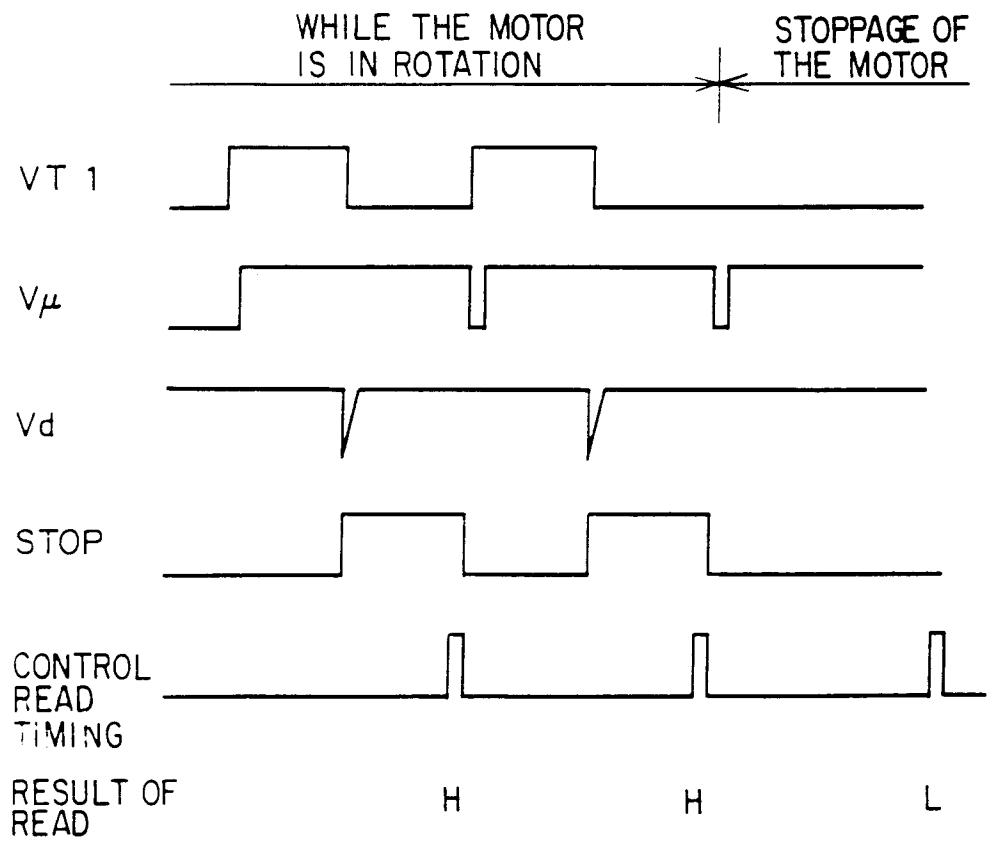 WHILE THE MOTOR
IS IN ROTATION
STOPPAGE OF
THE MOTOR
VT 1
Vμ
Vd
STOP
CONTROL
READ
TiMING
RESULT OF
READ
H H L